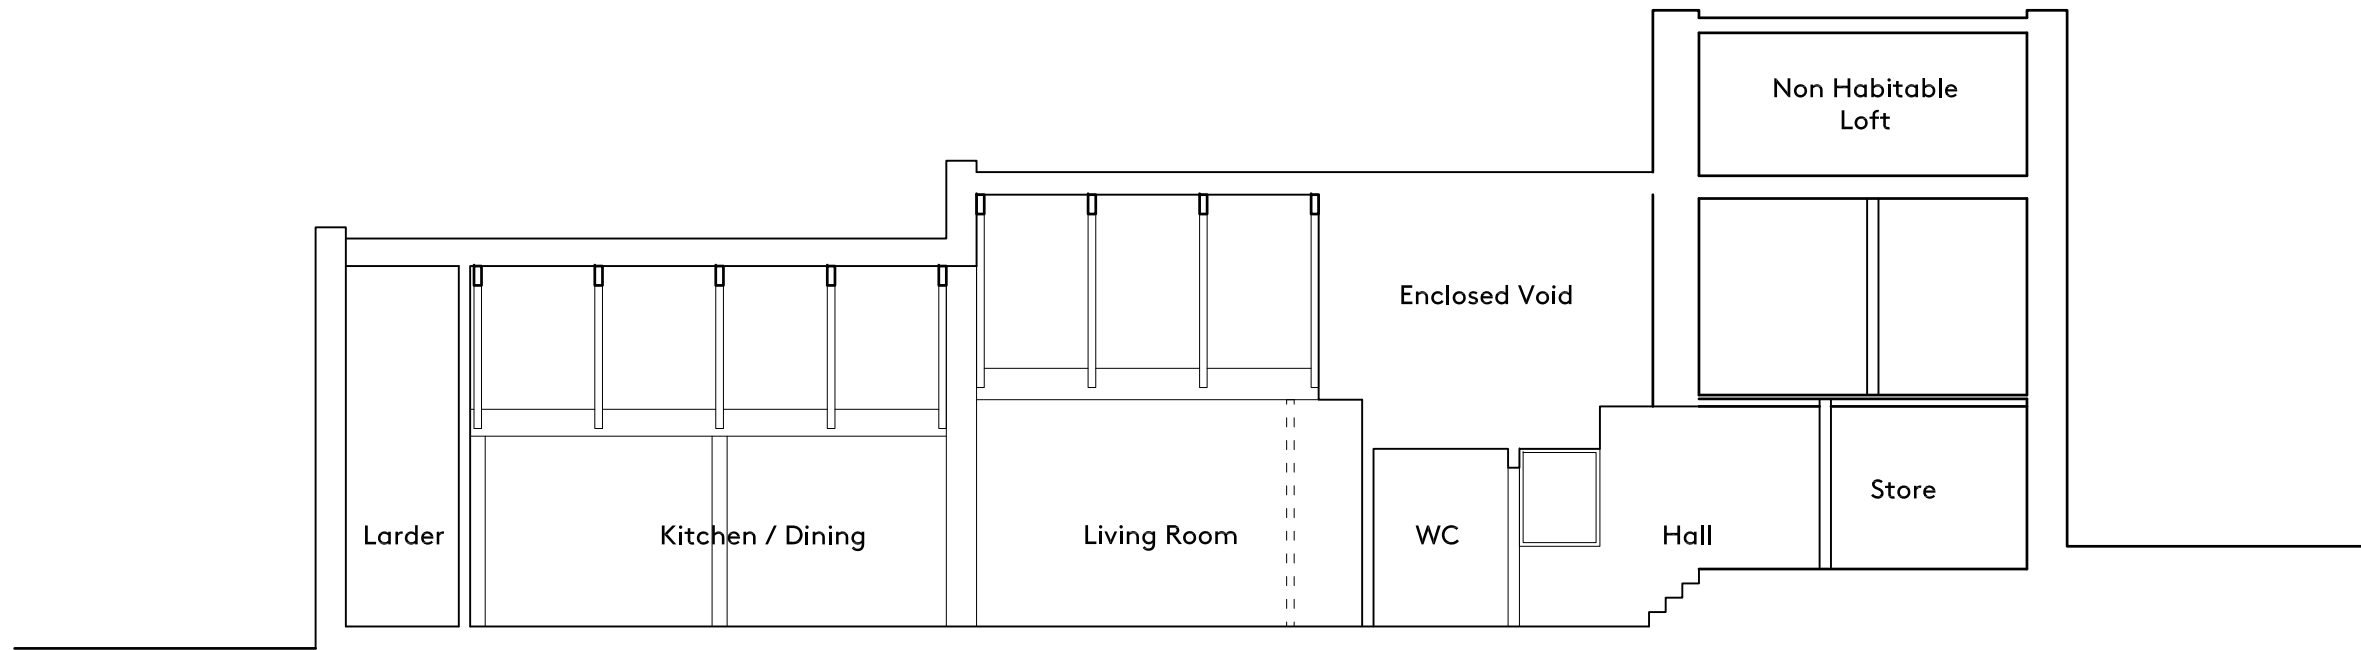 Non Habitable
Loft
Enclosed Void
Store
Larder
Kitchen / Dining
Living Room
WC
Hall